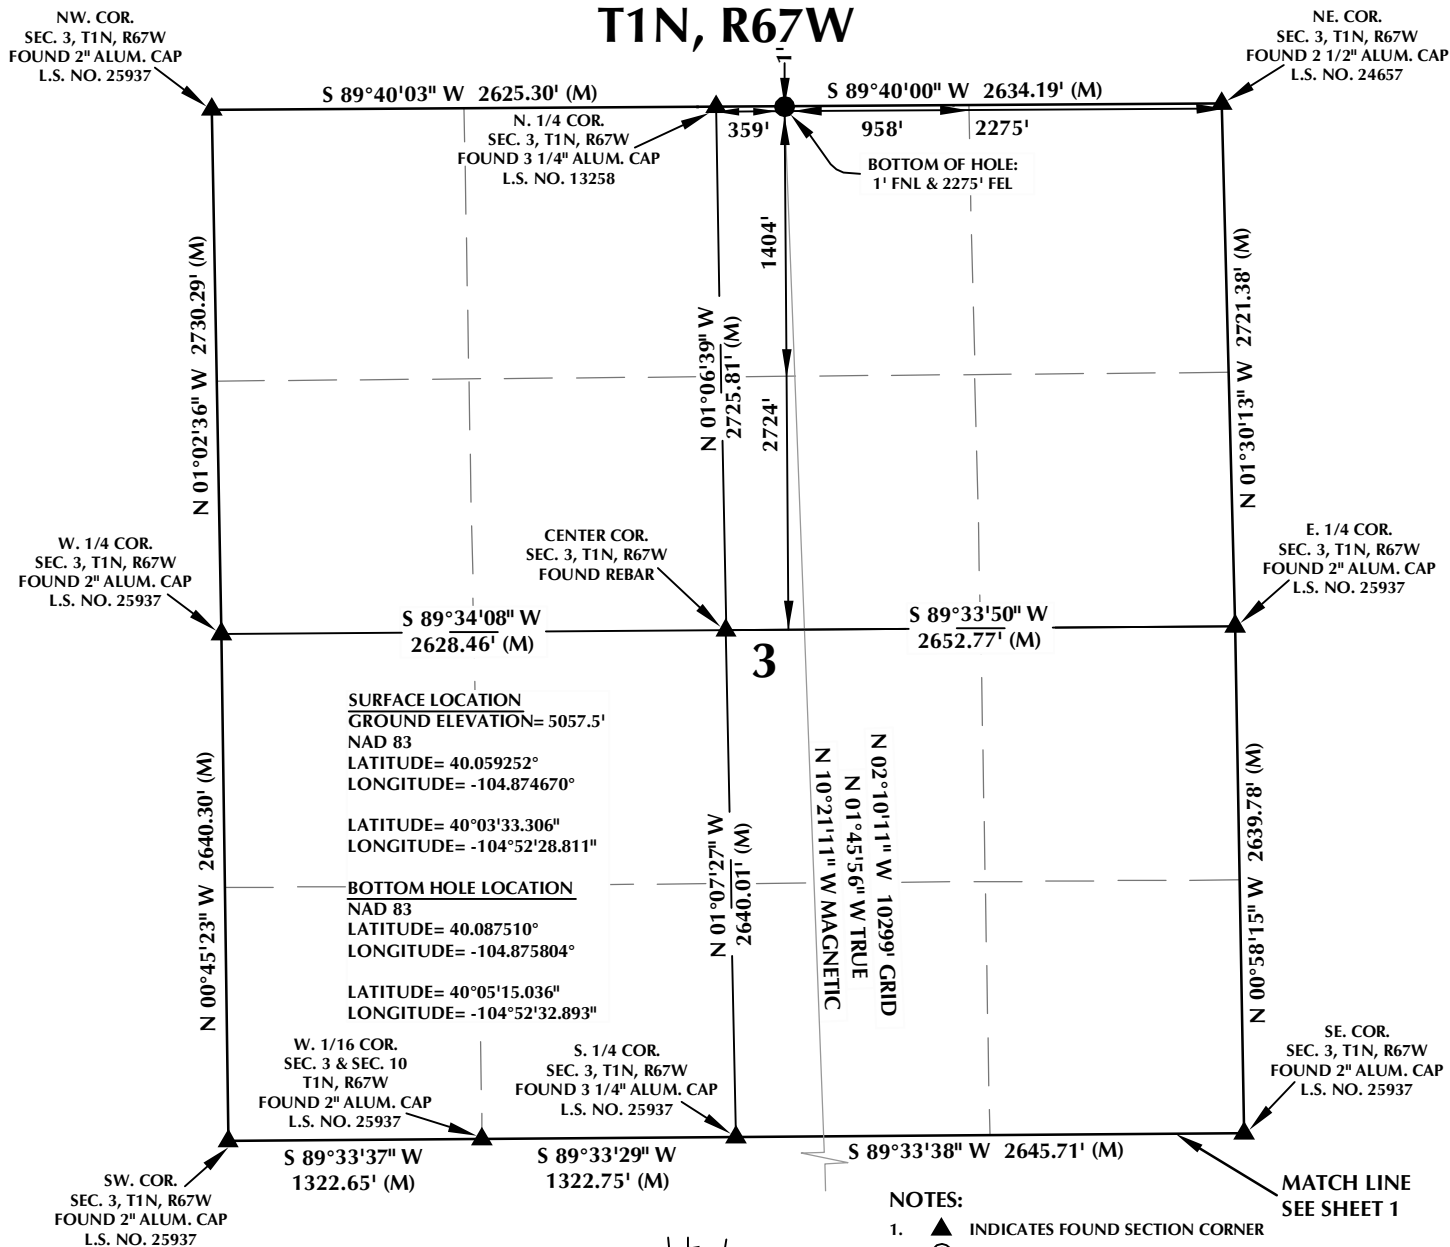 T1N, R67W
NW. COR.
SEC. 3, T1N, R67W
FOUND 2" ALUM. CAP
L.S. NO. 25937
NE. COR.
SEC. 3, T1N, R67W
FOUND 2 1/2" ALUM. CAP
L.S. NO. 24657
1'
S 89°40'03" W 2625.30' (M)
S 89°40'00" W 2634.19' (M)
N. 1/4 COR.
SEC. 3, T1N, R67W
FOUND 3 1/4" ALUM. CAP
L.S. NO. 13258
359'
958'
2275'
BOTTOM OF HOLE:
1' FNL & 2275' FEL
1404'
2724'
N 01°02'36" W 2730.29' (M)
N 01°06'39" W
2725.81' (M)
N 01°30'13" W 2721.38' (M)
W. 1/4 COR.
SEC. 3, T1N, R67W
FOUND 2" ALUM. CAP
L.S. NO. 25937
CENTER COR.
SEC. 3, T1N, R67W
FOUND REBAR
E. 1/4 COR.
SEC. 3, T1N, R67W
FOUND 2" ALUM. CAP
L.S. NO. 25937
S 89°34'08" W
2628.46' (M)
S 89°33'50" W
2652.77' (M)
3
SURFACE LOCATION
GROUND ELEVATION= 5057.5'
NAD 83
LATITUDE= 40.059252°
LONGITUDE= -104.874670°
LATITUDE= 40°03'33.306"
LONGITUDE= -104°52'28.811"
BOTTOM HOLE LOCATION
NAD 83
LATITUDE= 40.087510°
LONGITUDE= -104.875804°
LATITUDE= 40°05'15.036"
LONGITUDE= -104°52'32.893"
N 00°45'23" W 2640.30' (M)
N 01°07'27" W
2640.01' (M)
N 02°10'11" W 10299' GRID
N 01°45'56" W TRUE
N 10°21'11" W MAGNETIC
N 00°58'15" W 2639.78' (M)
W. 1/16 COR.
SEC. 3 & SEC. 10
T1N, R67W
FOUND 2" ALUM. CAP
L.S. NO. 25937
S. 1/4 COR.
SEC. 3, T1N, R67W
FOUND 3 1/4" ALUM. CAP
L.S. NO. 25937
SE. COR.
SEC. 3, T1N, R67W
FOUND 2" ALUM. CAP
L.S. NO. 25937
S 89°33'37" W
1322.65' (M)
S 89°33'29" W
1322.75' (M)
S 89°33'38" W 2645.71' (M)
SW. COR.
SEC. 3, T1N, R67W
FOUND 2" ALUM. CAP
L.S. NO. 25937
MATCH LINE
SEE SHEET 1
NOTES:
1. ▲ INDICATES FOUND SECTION CORNER